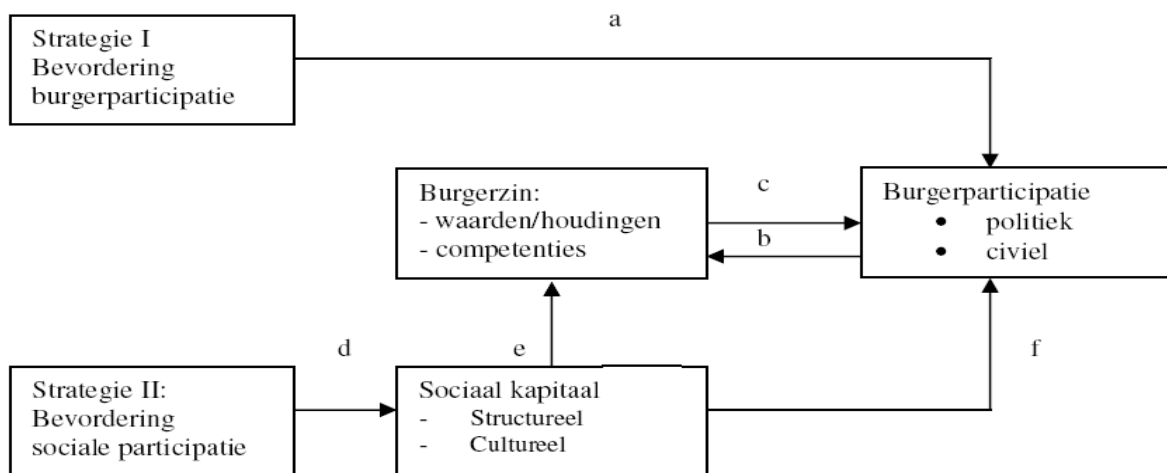 a
Strategie I
Bevordering
burgerparticipatie
Burgerzin:
- waarden/houdingen
- competenties
c
b
Burgerparticipatie
• politiek
• civiel
d
e
f
Strategie II:
Bevordering
sociale participatie
Sociaal kapitaal
- Structureel
- Cultureel